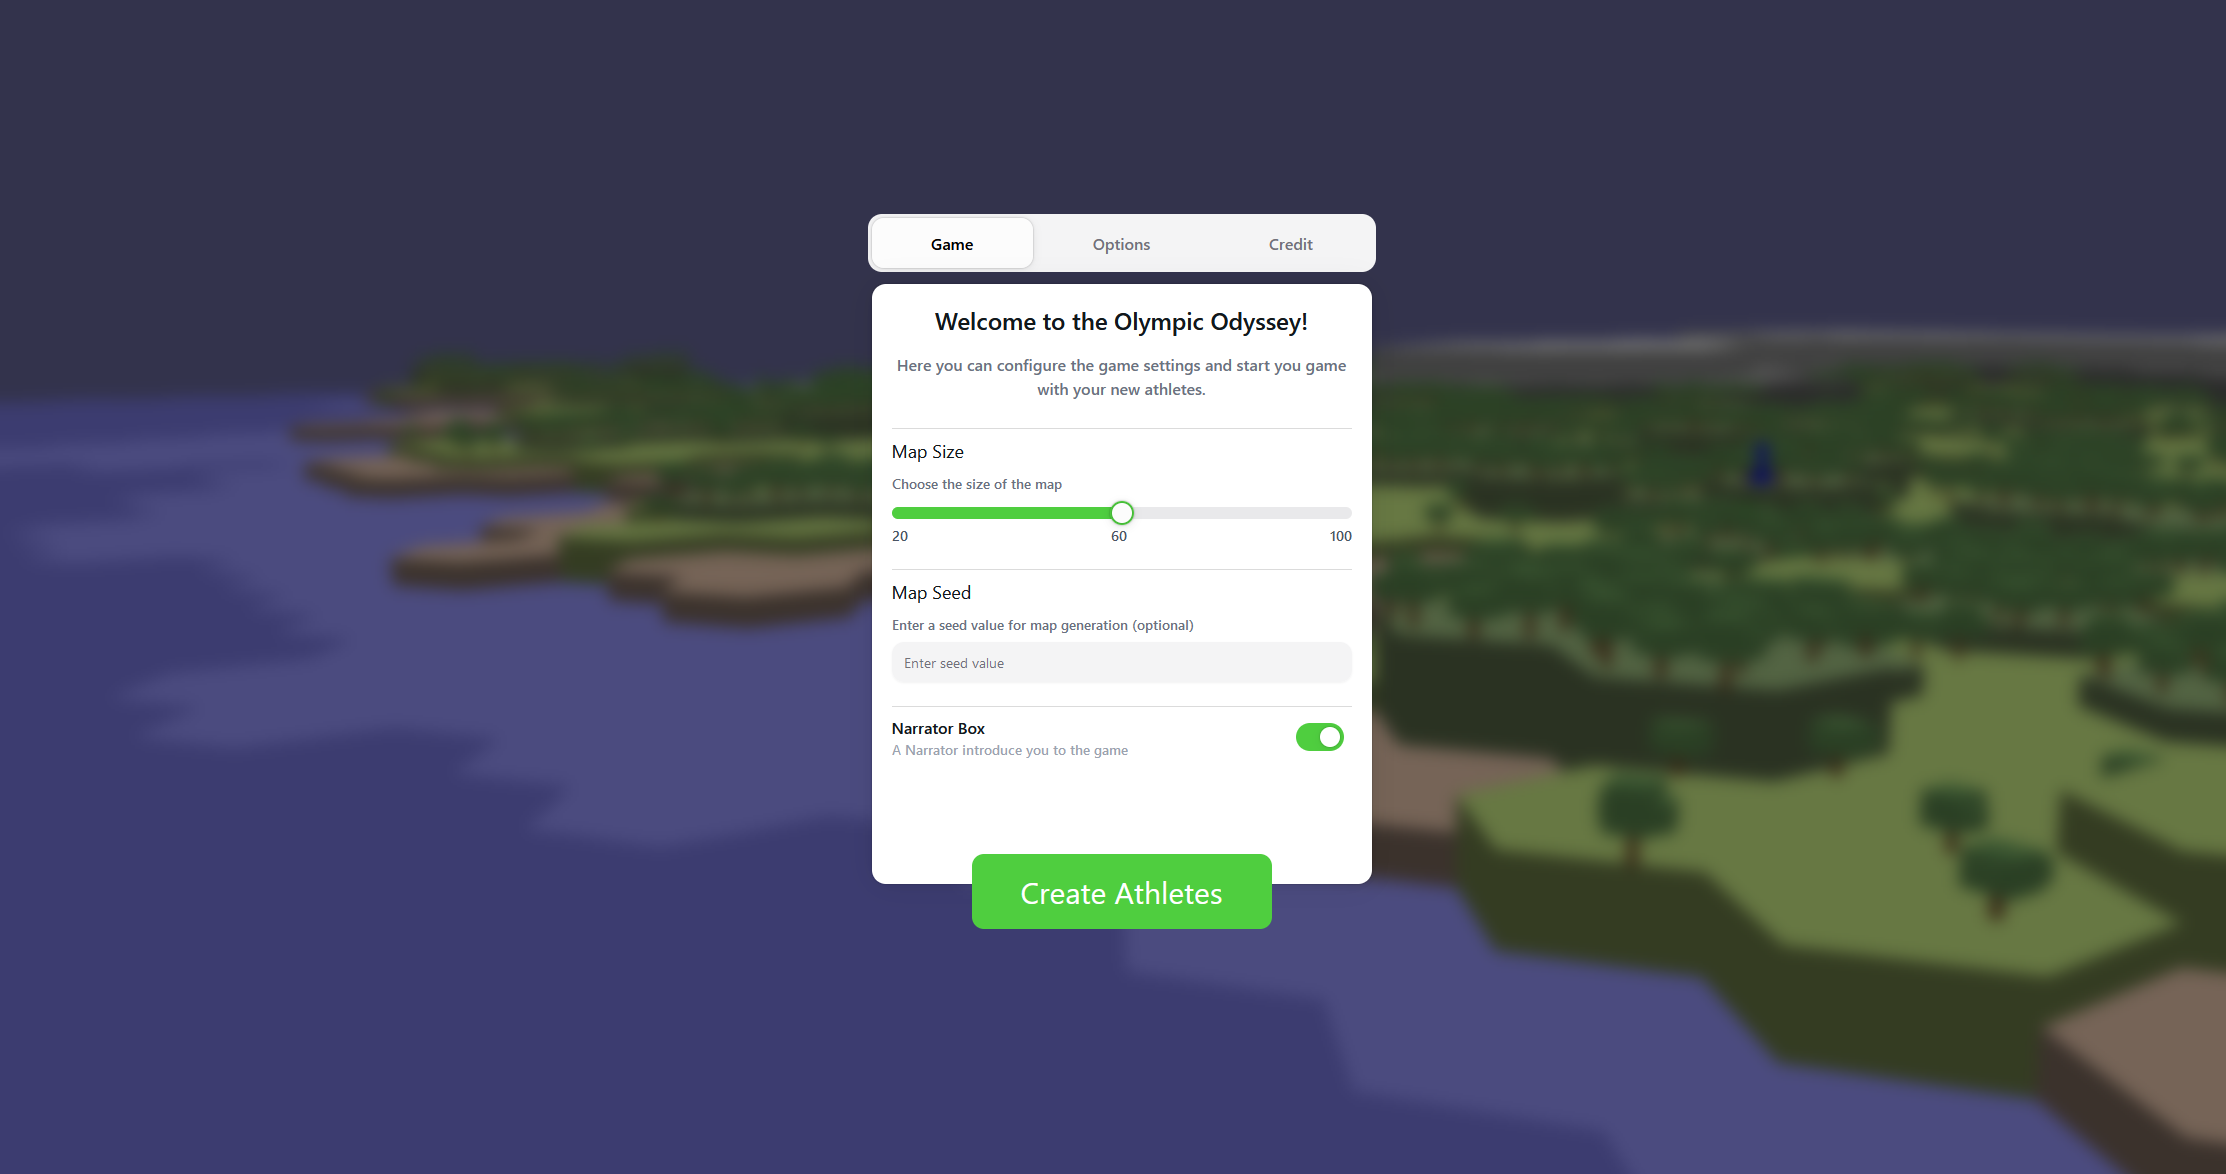 Game Options Credit
Welcome to the Olympic Odyssey!
Here you can configure the game settings and start you game
with your new athletes.
Map Size
Choose the size of the map
20 60 100
Map Seed
Enter a seed value for map generation (optional)
Enter seed value
Narrator Box
A Narrator introduce you to the game
Create Athletes